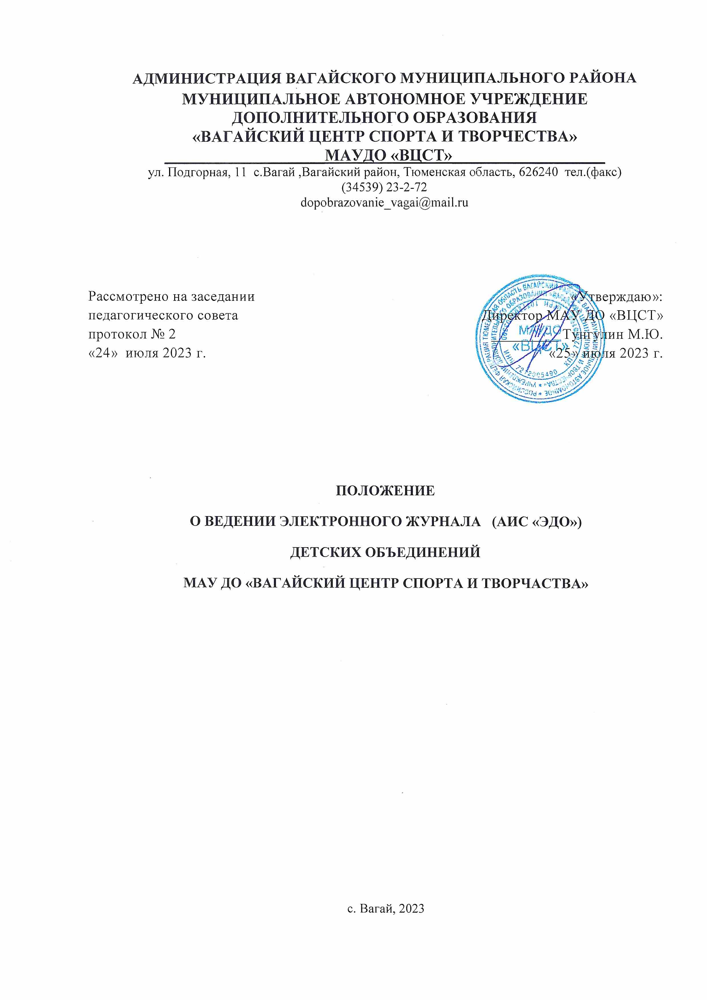 АДМИНИСТРАЦИЯ ВАГАЙСКОГО МУНИЦИПАЛЬНОГО РАЙОНА
МУНИЦИПАЛЬНОЕ АВТОНОМНОЕ УЧРЕЖДЕНИЕ
ДОПОЛНИТЕЛЬНОГО ОБРАЗОВАНИЯ
«ВАГАЙСКИЙ ЦЕНТР СПОРТА И ТВОРЧЕСТВА»
МАУДО «ВЦСТ»
ул. Подгорная, 11 с.Вагай ,Вагайский район, Тюменская область, 626240 тел.(факс)
(34539) 23-2-72
dopobrazovanie_vagai@mail.ru
Рассмотрено на заседании
педагогического совета
протокол № 2
«24» июля 2023 г.
«Утверждаю»:
Директор МАУ ДО «ВЦСТ»
Тунгулин М.Ю.
«25» июля 2023 г.
МАУДО
«ВЦСТ»
ИНН 7212005490
ПОЛОЖЕНИЕ
О ВЕДЕНИИ ЭЛЕКТРОННОГО ЖУРНАЛА (АИС «ЭДО»)
ДЕТСКИХ ОБЪЕДИНЕНИЙ
МАУ ДО «ВАГАЙСКИЙ ЦЕНТР СПОРТА И ТВОРЧАСТВА»
с. Вагай, 2023